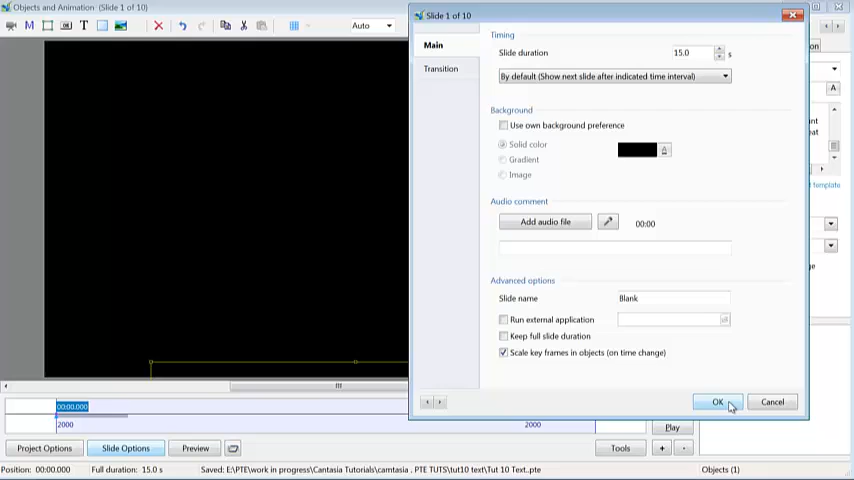 Objects and Animation (Slide 1 of 10)
Slide 1 of 10
M
T
Auto
Main
Transition
Timing
Slide duration
15.0
s
By default (Show next slide after indicated time interval)
Background
Use own background preference
Solid color
A
Gradient
Image
Audio comment
Add audio file
00:00
Advanced options
Slide name
Blank
Run external application
Keep full slide duration
Scale key frames in objects (on time change)
OK
Cancel
on
A
nt
eat
template
e
00:00.000
2000
2000
Play
Project Options
Slide Options
Preview
Tools
+
-
Position: 00:00.000
Full duration: 15.0 s
Saved: E:\PTE\work in progress\Cantasia Tutorials\camtasia . PTE TUTS\tut10 text\Tut 10 Text..pte
Objects (1)